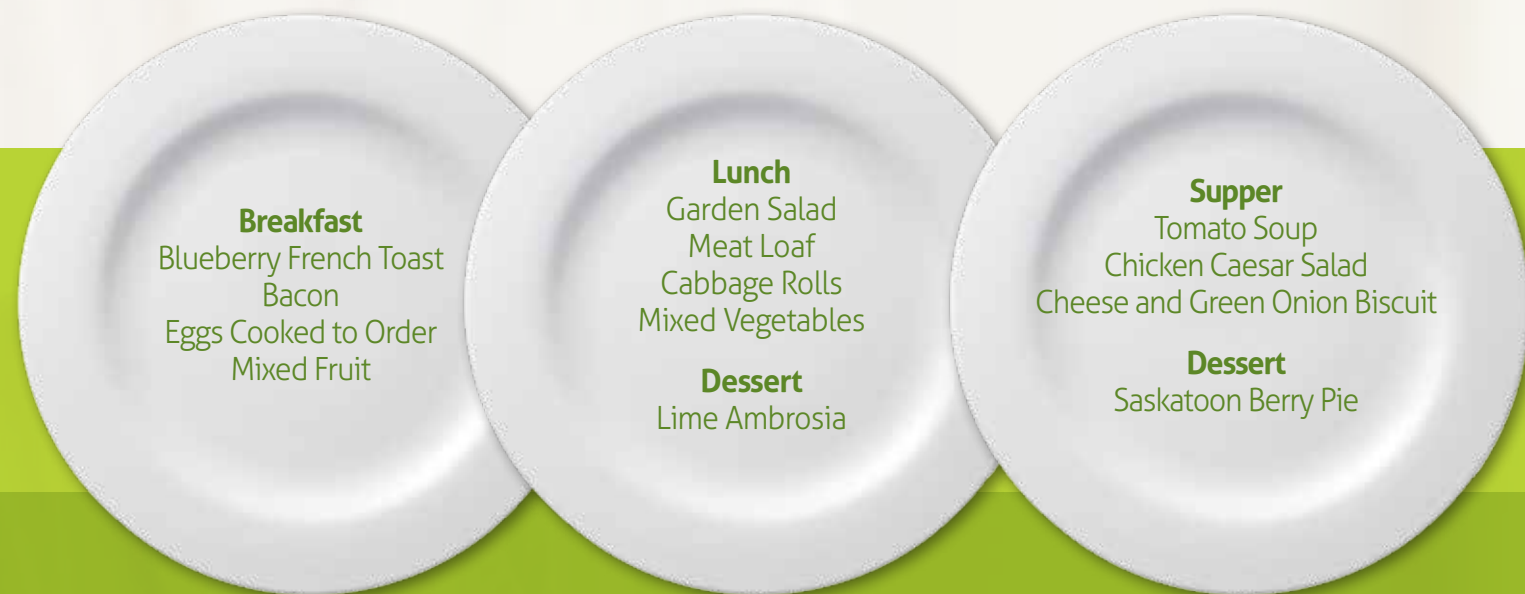 Breakfast
Blueberry French Toast
Bacon
Eggs Cooked to Order
Mixed Fruit
Lunch
Garden Salad
Meat Loaf
Cabbage Rolls
Mixed Vegetables
Dessert
Lime Ambrosia
Supper
Tomato Soup
Chicken Caesar Salad
Cheese and Green Onion Biscuit
Dessert
Saskatoon Berry Pie